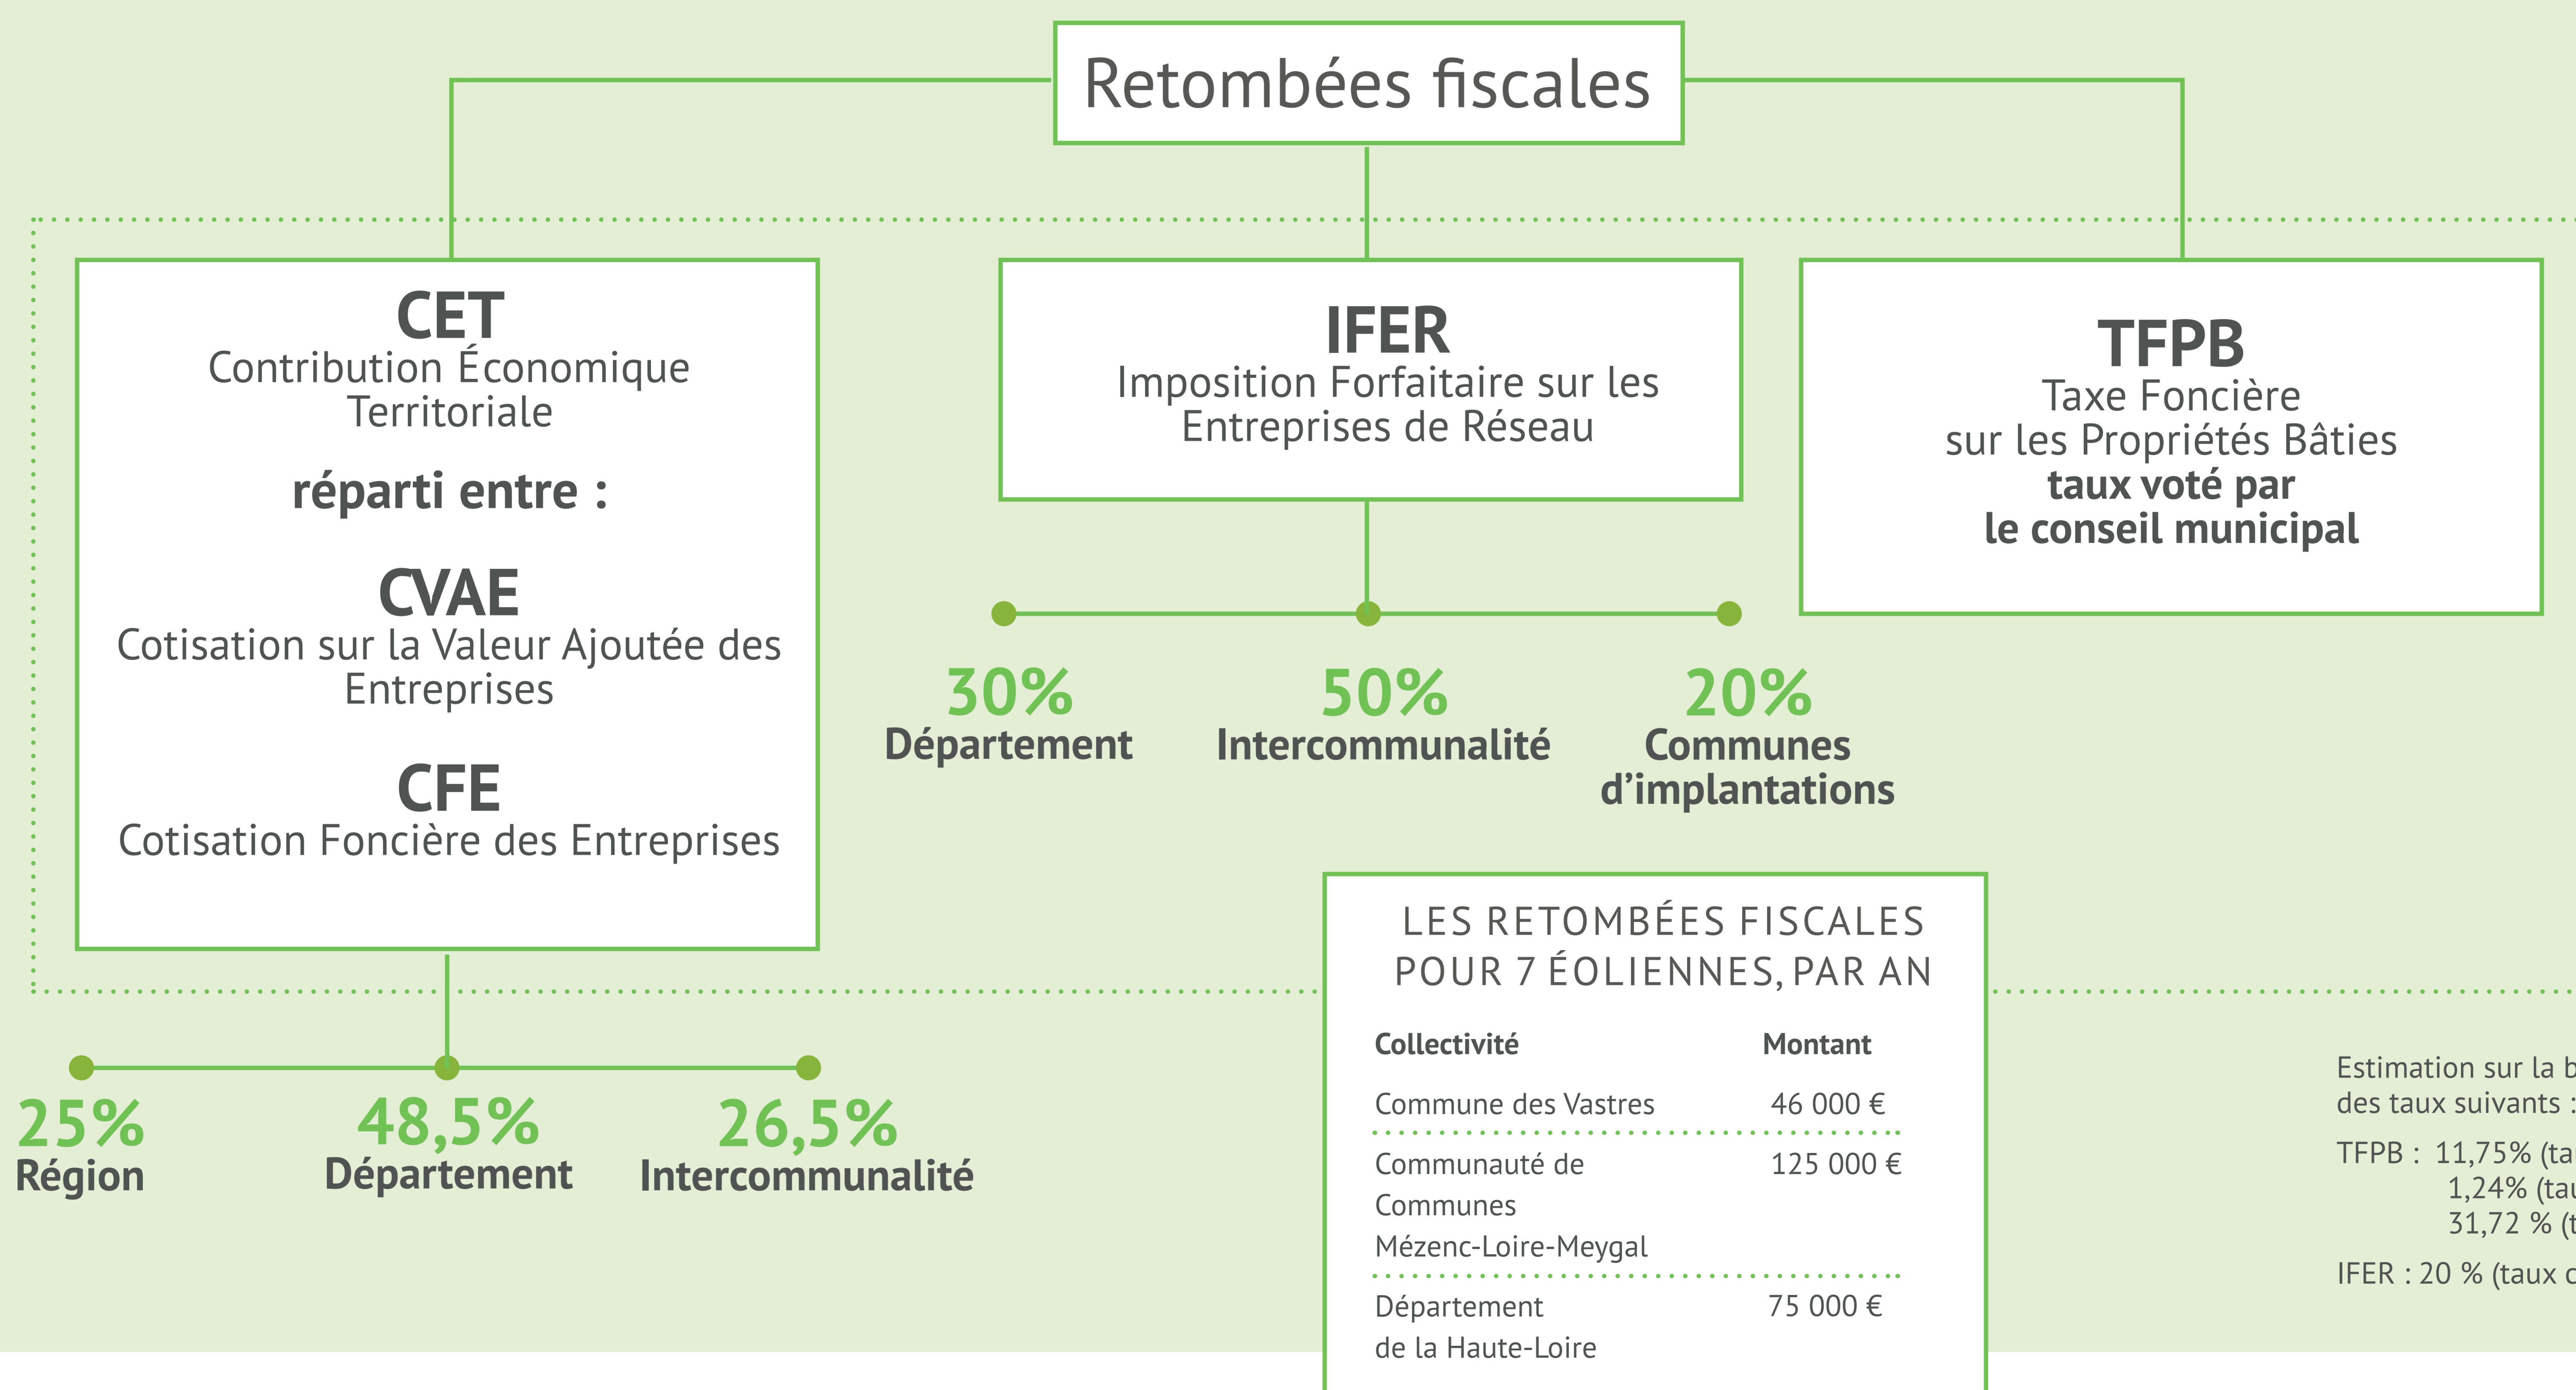 Retombées fiscales
CET
Contribution Économique
Territoriale
réparti entre :
CVAE
Cotisation sur la Valeur Ajoutée des
Entreprises
CFE
Cotisation Foncière des Entreprises
25%
Région
48,5%
Département
26,5%
Intercommunalité
IFER
Imposition Forfaitaire sur les
Entreprises de Réseau
30%
Département
50%
Intercommunalité
20%
Communes
d’implantations
TFPB
Taxe Foncière
sur les Propriétés Bâties
taux voté par
le conseil municipal
LES RETOMBÉES FISCALES
POUR 7 ÉOLIENNES, PAR AN
Collectivité Montant
Commune des Vastres 46 000 €
Communauté de 125 000 €
Communes
Mézenc-Loire-Meygal
Département 75 000 €
de la Haute-Loire
Estimation sur la
des taux suivants :
TFPB : 11,75%
1,24%
31,72 %
IFER : 20 % (taux